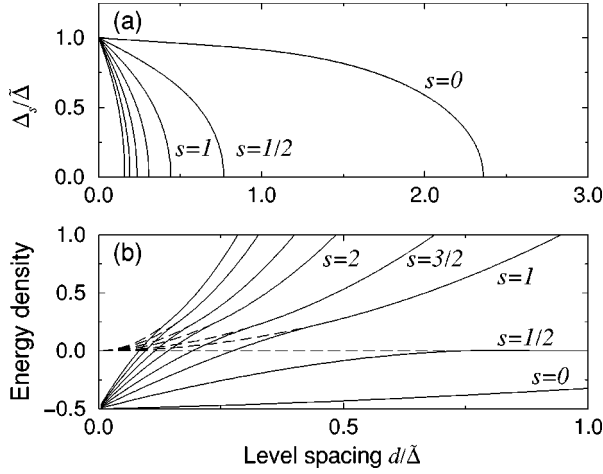 (a)
1.0
0.5
0.0
Δₛ/Δ̃
s=0
s=1
s=1/2
0.0
1.0
2.0
3.0
(b)
1.0
0.5
0.0
−0.5
Energy density
s=2
s=3/2
s=1
s=1/2
s=0
0.0
0.5
1.0
Level spacing d/Δ̃